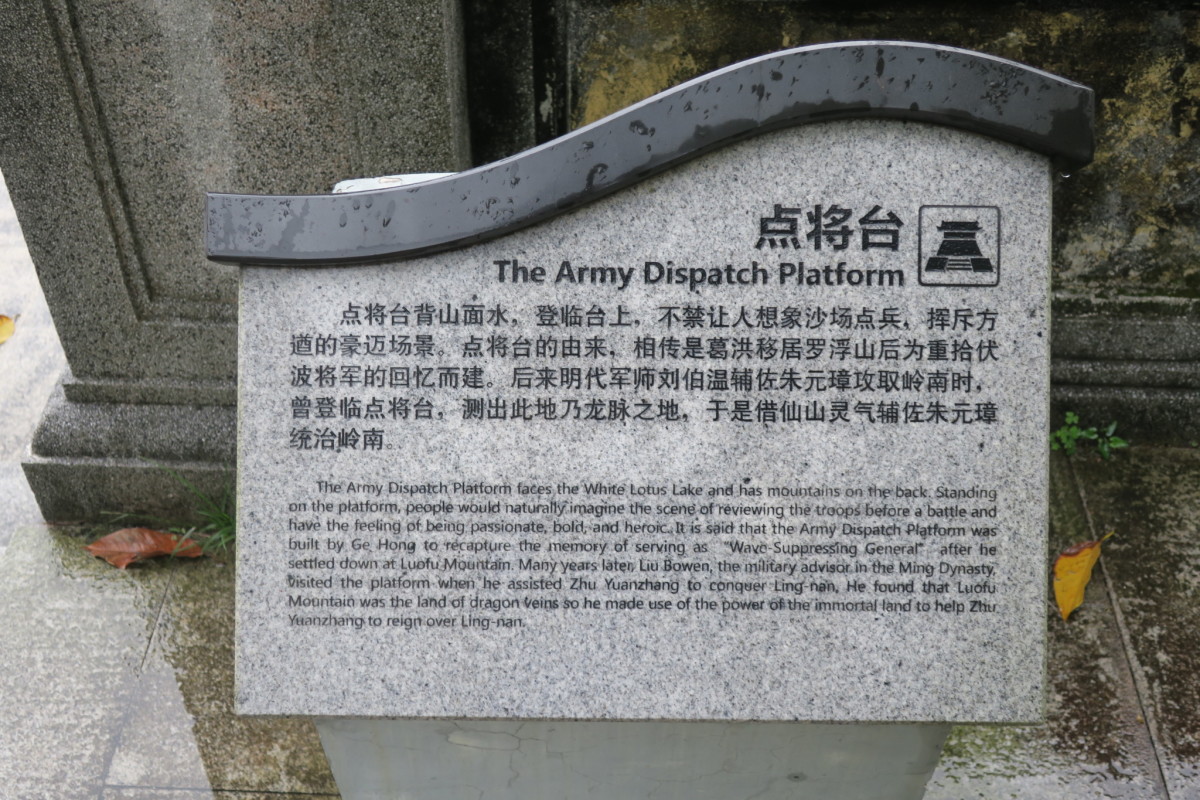 点将台
The Army Dispatch Platform
点将台背山面水，登临台上，不禁让人想象沙场点兵，挥斥方
遒的豪迈场景。点将台的由来，相传是葛洪移居罗浮山后为重拾伏
波将军的回忆而建。后来明代军师刘伯温辅佐朱元璋攻取岭南时，
曾登临点将台，测出此地乃龙脉之地，于是借仙山灵气辅佐朱元璋
统治岭南。
The Army Dispatch Platform faces the White Lotus Lake and has mountains on the back. Standing
on the platform, people would naturally imagine the scene of reviewing the troops before a battle and
have the feeling of being passionate, bold, and heroic. It is said that the Army Dispatch Platform was
built by Ge Hong to recapture the memory of serving as "Wave-Suppressing General" after he
settled down at Luofu Mountain. Many years later, Liu Bowen, the military advisor in the Ming Dynasty,
visited the platform when he assisted Zhu Yuanzhang to conquer Ling-nan. He found that Luofu
Mountain was the land of dragon veins so he made use of the power of the immortal land to help Zhu
Yuanzhang to reign over Ling-nan.